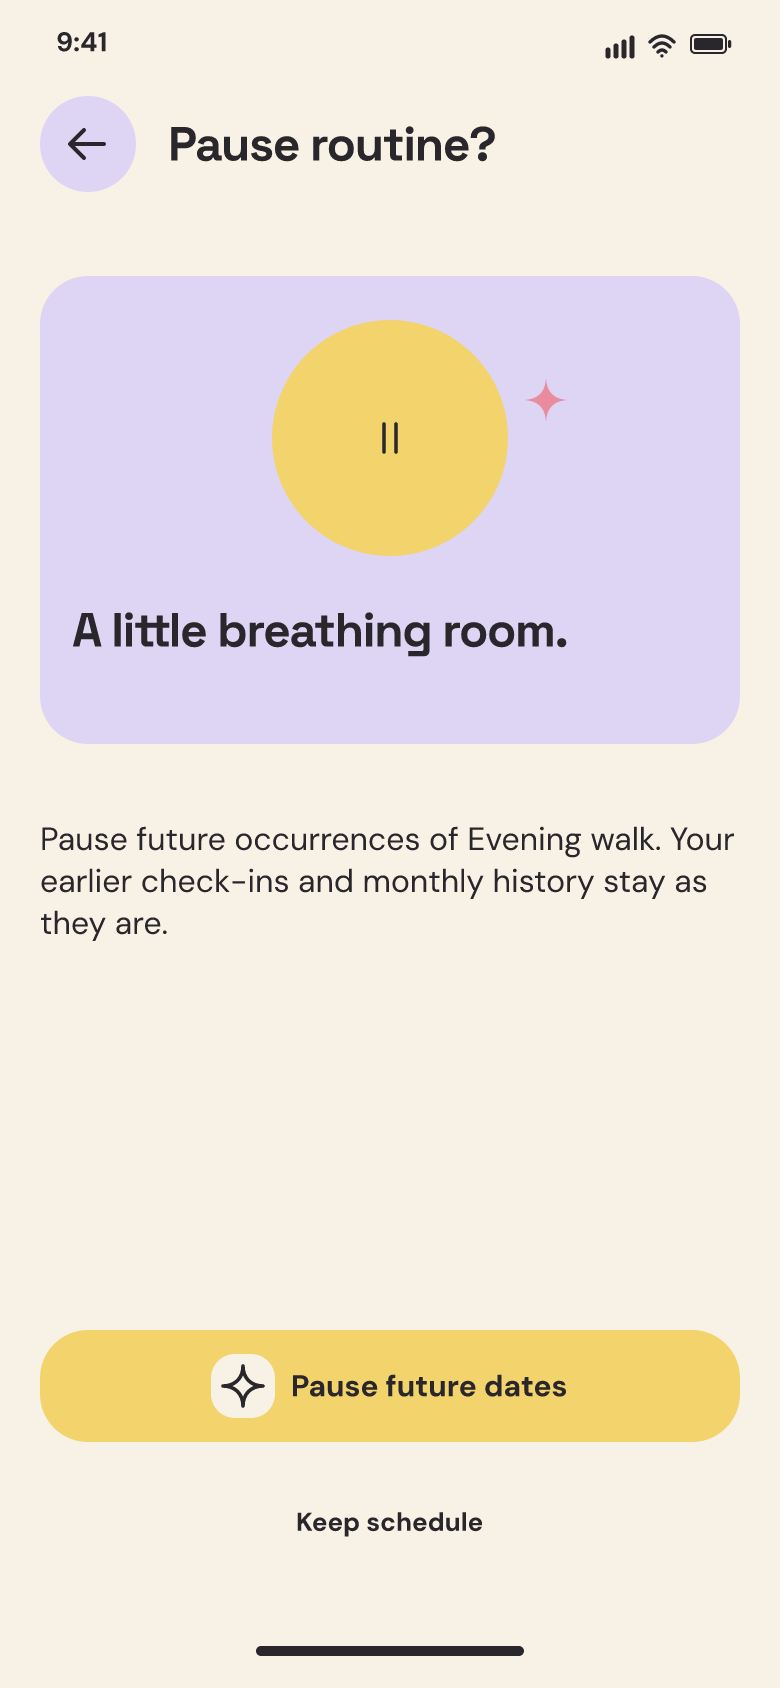 9:41
Pause routine?
A little breathing room.
Pause future occurrences of Evening walk. Your
earlier check-ins and monthly history stay as
they are.
Pause future dates
Keep schedule